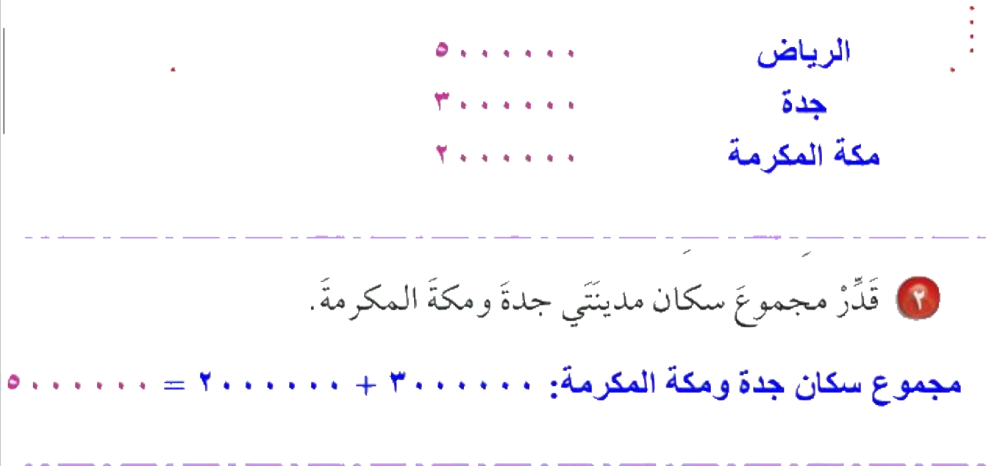 الرياض ٥٠٠٠٠٠٠
جدة ٣٠٠٠٠٠٠
مكة المكرمة ٢٠٠٠٠٠٠
٢ قَدِّرْ مجموعَ سكان مدينَتَي جدةَ ومكةَ المكرمةَ.
مجموع سكان جدة ومكة المكرمة: ٣٠٠٠٠٠٠ + ٢٠٠٠٠٠٠ = ٥٠٠٠٠٠٠